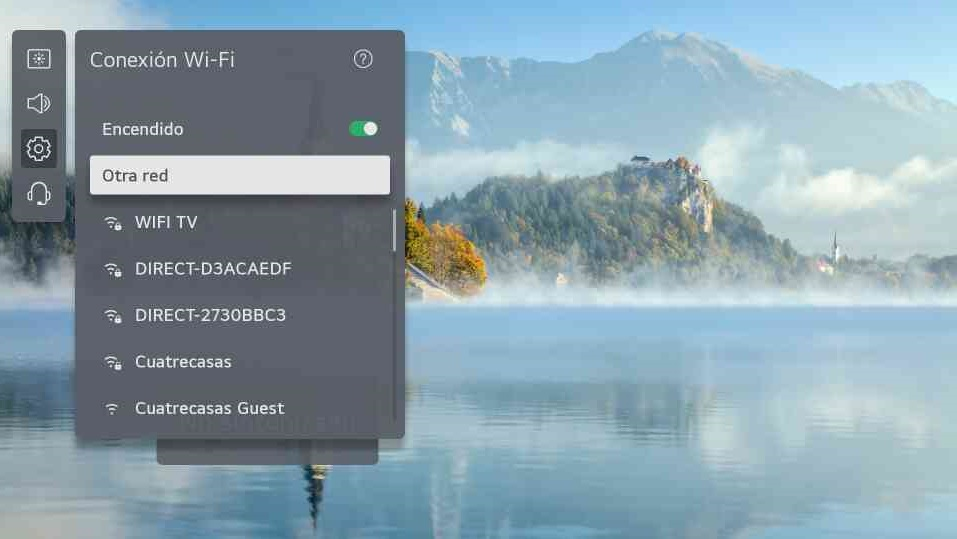 Conexión Wi-Fi
Encendido
Otra red
WIFI TV
DIRECT-D3ACAEDF
DIRECT-2730BBC3
Cuatrecasas
Cuatrecasas Guest